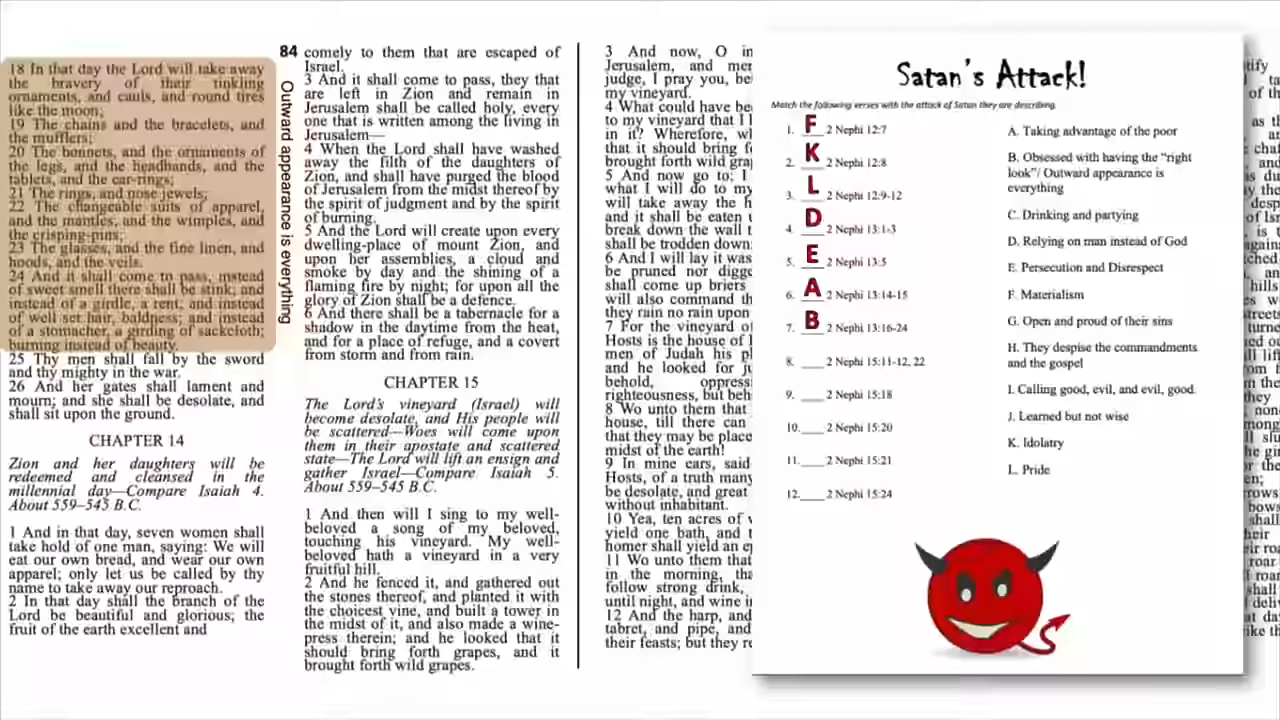 18 In that day the Lord will take away
the bravery of their tinkling
ornaments, and cauls, and round tires
like the moon;
19 The chains and the bracelets, and
the mufflers;
20 The bonnets, and the ornaments of
the legs, and the headbands, and the
tablets, and the ear-rings;
21 The rings, and nose jewels;
22 The changeable suits of apparel,
and the mantles, and the wimples, and
the crisping-pins;
23 The glasses, and the fine linen, and
hoods, and the veils.
24 And it shall come to pass, instead
of sweet smell there shall be stink; and
instead of a girdle, a rent; and instead
of well set hair, baldness; and instead
of a stomacher, a girding of sackcloth;
burning instead of beauty.
25 Thy men shall fall by the sword
and thy mighty in the war.
26 And her gates shall lament and
mourn; and she shall be desolate, and
shall sit upon the ground.
CHAPTER 14
Zion and her daughters will be
redeemed and cleansed in the
millennial day—Compare Isaiah 4.
About 559–545 B.C.
1 And in that day, seven women shall
take hold of one man, saying: We will
eat our own bread, and wear our own
apparel; only let us be called by thy
name to take away our reproach.
2 In that day shall the branch of the
Lord be beautiful and glorious; the
fruit of the earth excellent and
84
Outward appearance is everything
comely to them that are escaped of
Israel.
3 And it shall come to pass, they that
are left in Zion and remain in
Jerusalem shall be called holy, every
one that is written among the living in
Jerusalem—
4 When the Lord shall have washed
away the filth of the daughters of
Zion, and shall have purged the blood
of Jerusalem from the midst thereof by
the spirit of judgment and by the spirit
of burning.
5 And the Lord will create upon every
dwelling-place of mount Zion, and
upon her assemblies, a cloud and
smoke by day and the shining of a
flaming fire by night; for upon all the
glory of Zion shall be a defence.
6 And there shall be a tabernacle for a
shadow in the daytime from the heat,
and for a place of refuge, and a covert
from storm and from rain.
CHAPTER 15
The Lord's vineyard (Israel) will
become desolate, and His people will
be scattered—Woes will come upon
them in their apostate and scattered
state—The Lord will lift an ensign and
gather Israel—Compare Isaiah 5.
About 559–545 B.C.
1 And then will I sing to my well-
beloved a song of my beloved,
touching his vineyard. My well-
beloved hath a vineyard in a very
fruitful hill.
2 And he fenced it, and gathered out
the stones thereof, and planted it with
the choicest vine, and built a tower in
the midst of it, and also made a wine-
press therein; and he looked that it
should bring forth grapes, and it
brought forth wild grapes.
3 And now, O in
Jerusalem, and men
judge, I pray you, be
my vineyard.
4 What could have be
to my vineyard that I
in it? Wherefore, wh
that it should bring f
brought forth wild gra
5 And now go to; I
what I will do to my
will take away the h
and it shall be eaten
break down the wall t
shall be trodden down;
6 And I will lay it was
be pruned nor digge
shall come up briers
will also command th
they rain no rain upon
7 For the vineyard of
Hosts is the house of I
men of Judah his pl
and he looked for ju
behold, oppress
righteousness, but beh
8 Wo unto them that
house, till there can
that they may be place
midst of the earth!
9 In mine ears, said
Hosts, of a truth many
be desolate, and great
without inhabitant.
10 Yea, ten acres of v
yield one bath, and t
homer shall yield an ep
11 Wo unto them that
in the morning, tha
follow strong drink,
until night, and wine i
12 And the harp, and
tabret, and pipe, and
their feasts; but they re
Satan's Attack!
Match the following verses with the attack of Satan they are describing.
1. F 2 Nephi 12:7
2. K 2 Nephi 12:8
3. L 2 Nephi 12:9-12
4. D 2 Nephi 13:1-3
5. E 2 Nephi 13:5
6. A 2 Nephi 13:14-15
7. B 2 Nephi 13:16-24
8. ____ 2 Nephi 15:11-12, 22
9. ____ 2 Nephi 15:18
10.____ 2 Nephi 15:20
11.____ 2 Nephi 15:21
12.____ 2 Nephi 15:24
A. Taking advantage of the poor
B. Obsessed with having the “right
look”/ Outward appearance is
everything
C. Drinking and partying
D. Relying on man instead of God
E. Persecution and Disrespect
F. Materialism
G. Open and proud of their sins
H. They despise the commandments
and the gospel
I. Calling good, evil, and evil, good.
J. Learned but not wise
K. Idolatry
L. Pride